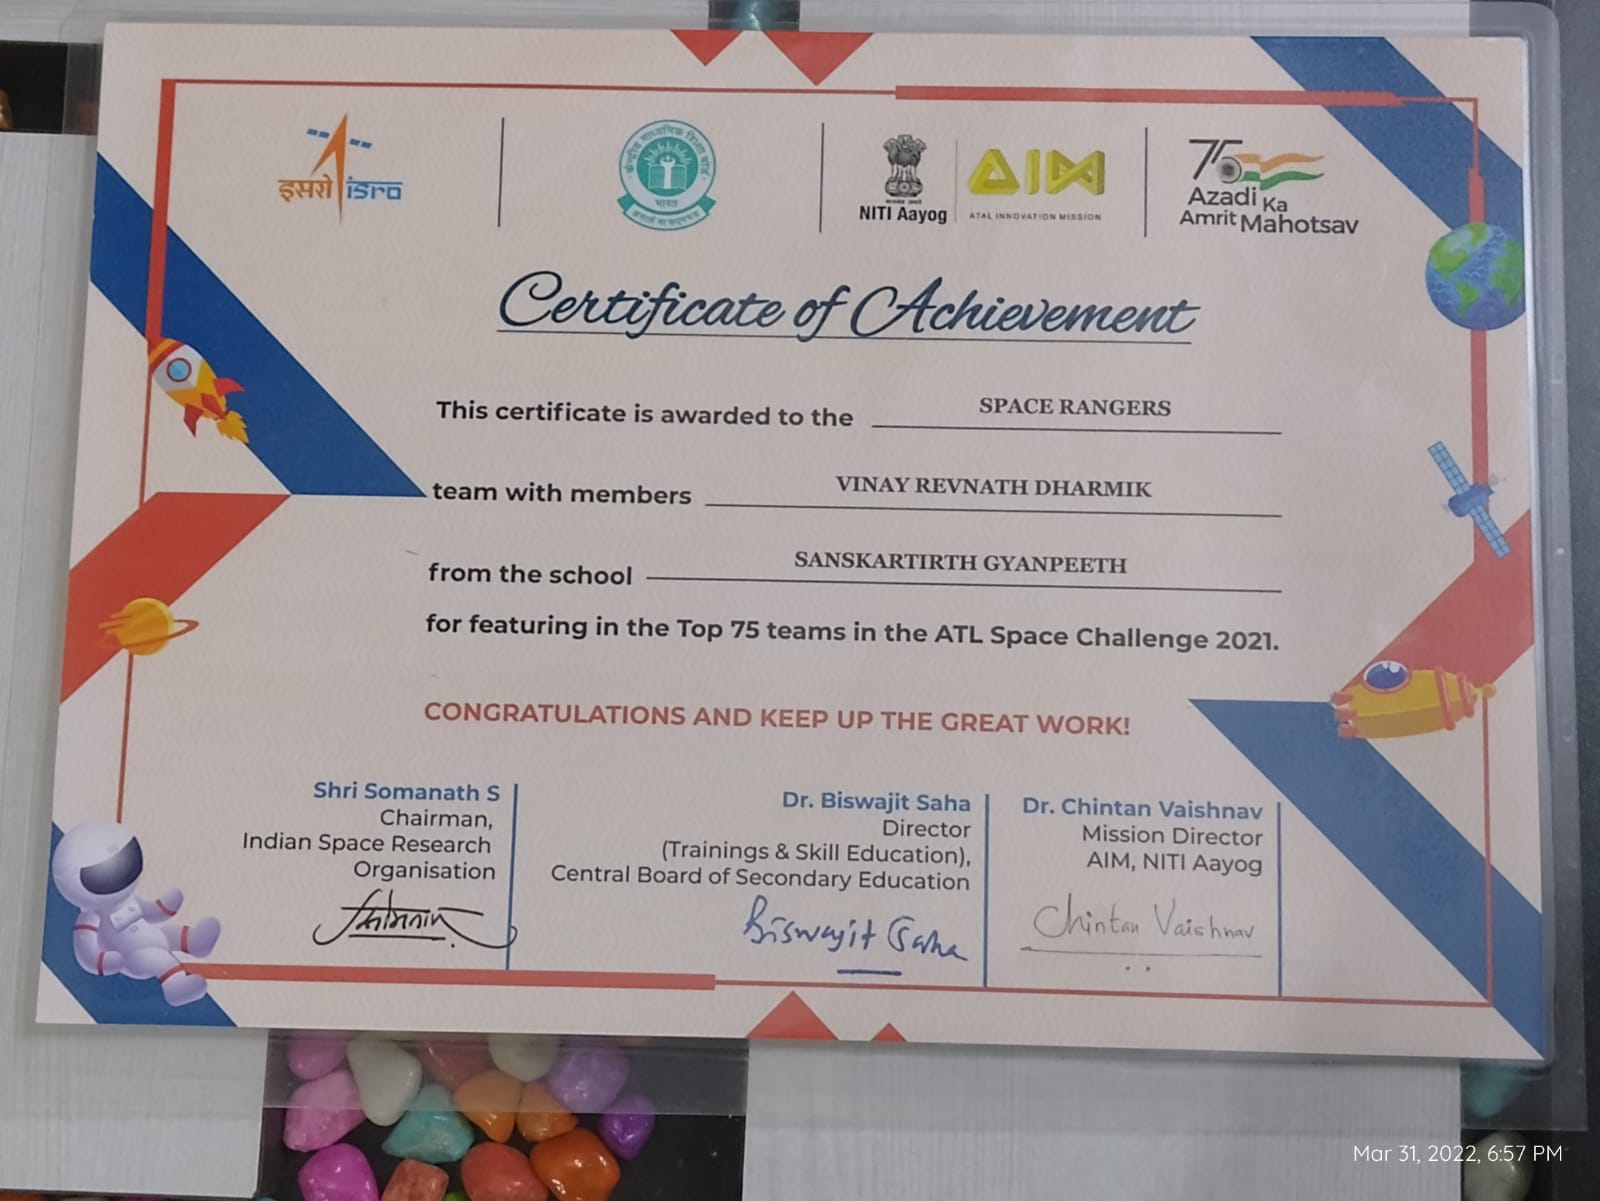 इसरो isro
केन्द्रीय माध्यमिक शिक्षा बोर्ड
भारत
NITI Aayog
AIM
ATAL INNOVATION MISSION
75
Azadi Ka
Amrit Mahotsav
Certificate of Achievement
This certificate is awarded to the SPACE RANGERS
team with members VINAY REVNATH DHARMIK
from the school SANSKARTIRTH GYANPEETH
for featuring in the Top 75 teams in the ATL Space Challenge 2021.
CONGRATULATIONS AND KEEP UP THE GREAT WORK!
Shri Somanath S
Chairman,
Indian Space Research
Organisation
Dr. Biswajit Saha
Director
(Trainings & Skill Education),
Central Board of Secondary Education
Biswajit Saha
Dr. Chintan Vaishnav
Mission Director
AIM, NITI Aayog
Chintan Vaishnav
Mar 31, 2022, 6:57 PM